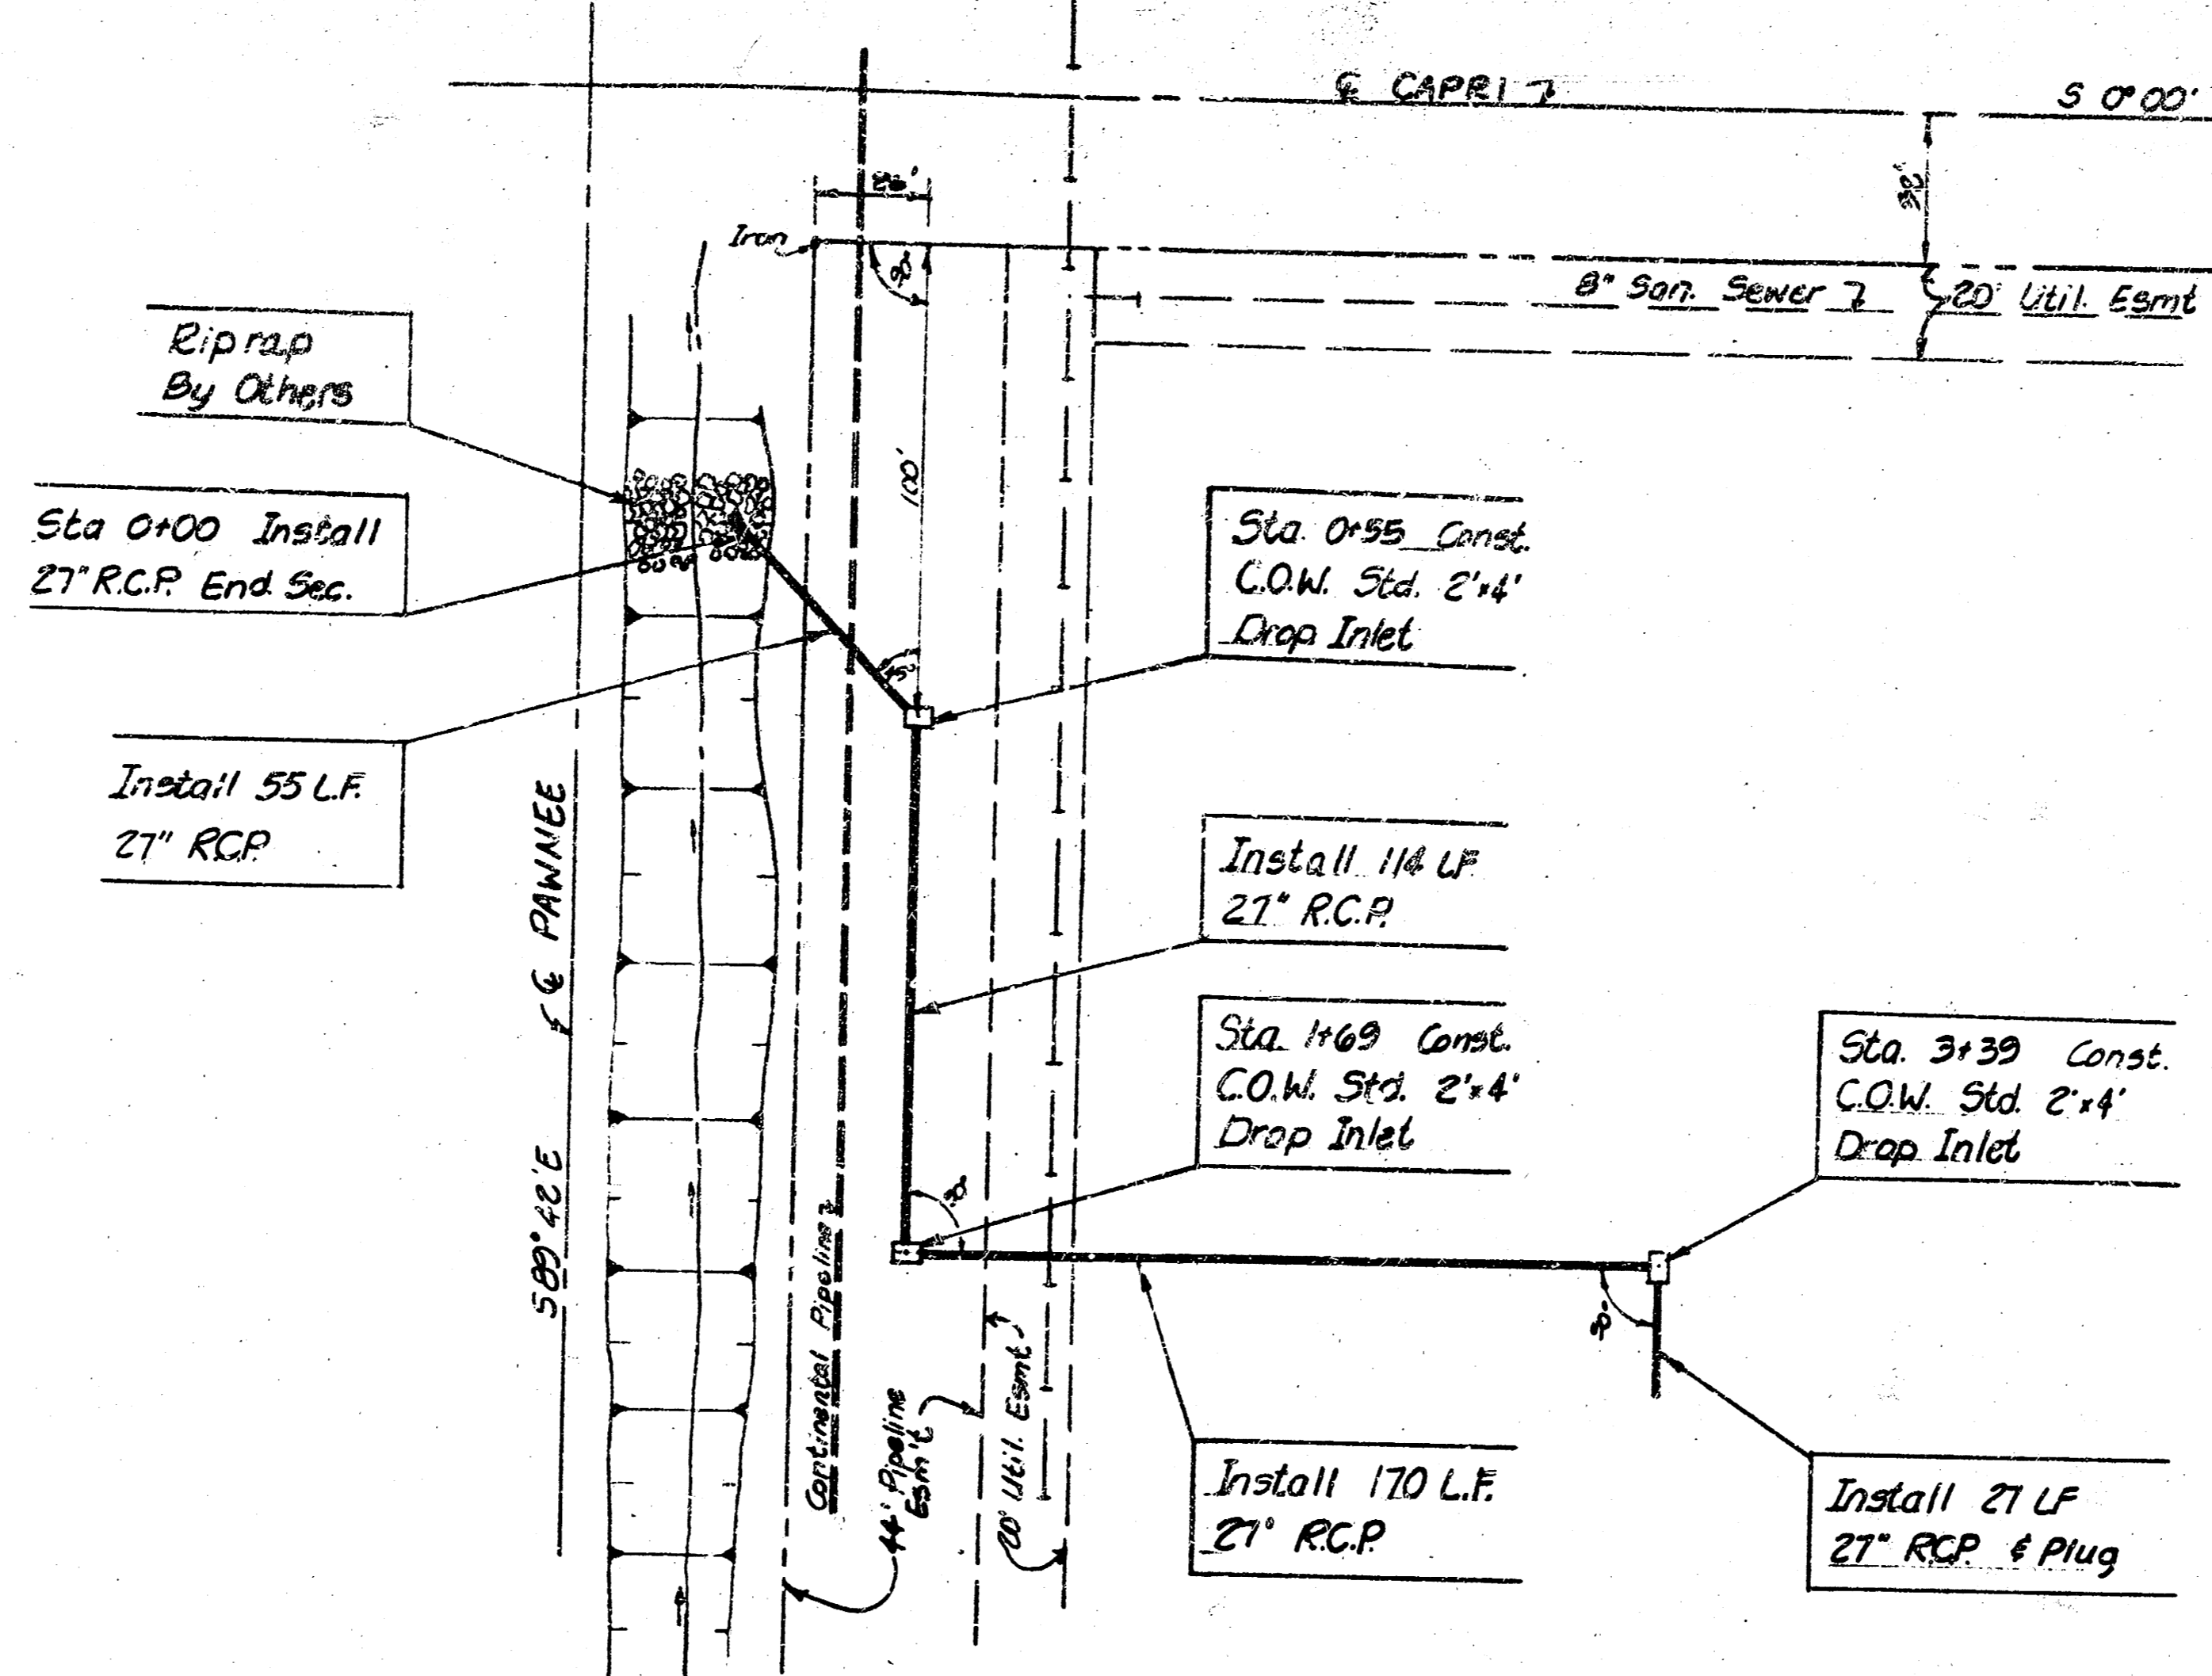 ℄ CAPRI
S 0°00'
Iron
90°
8" San. Sewer
20' Util. Esmt
Riprap
By Others
100'
Sta 0+00 Install
27" R.C.P. End Sec.
Sta. 0+55 Const.
C.O.W. Std. 2'x4'
Drop Inlet
45°
Install 55 L.F.
27" R.C.P.
℄ PAWNEE
S 89° 42' E
Install 114 LF
27" R.C.P.
Sta. 1+69 Const.
C.O.W. Std. 2'x4'
Drop Inlet
90°
Sta. 3+39 Const.
C.O.W. Std. 2'x4'
Drop Inlet
90°
Continental Pipeline
44' Pipeline
Esm't
20' Util. Esmt
Install 170 L.F.
27" R.C.P.
Install 27 LF
27" R.C.P. & Plug